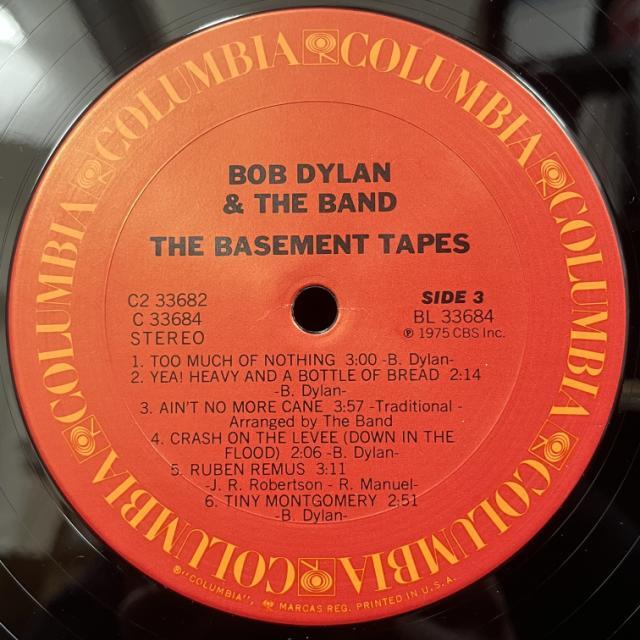 COLUMBIA COLUMBIA COLUMBIA COLUMBIA COLUMBIA COLUMBIA COLUMBIA
BOB DYLAN
& THE BAND
THE BASEMENT TAPES
C2 33682
C 33684
STEREO
SIDE 3
BL 33684
℗ 1975 CBS Inc.
1. TOO MUCH OF NOTHING 3:00 -B. Dylan-
2. YEA! HEAVY AND A BOTTLE OF BREAD 2:14
-B. Dylan-
3. AIN'T NO MORE CANE 3:57 -Traditional -
Arranged by The Band
4. CRASH ON THE LEVEE (DOWN IN THE
FLOOD) 2:06 -B. Dylan-
5. RUBEN REMUS 3:11
-J. R. Robertson - R. Manuel-
6. TINY MONTGOMERY 2:51
-B. Dylan-
®"COLUMBIA", MARCAS REG. PRINTED IN U.S.A.